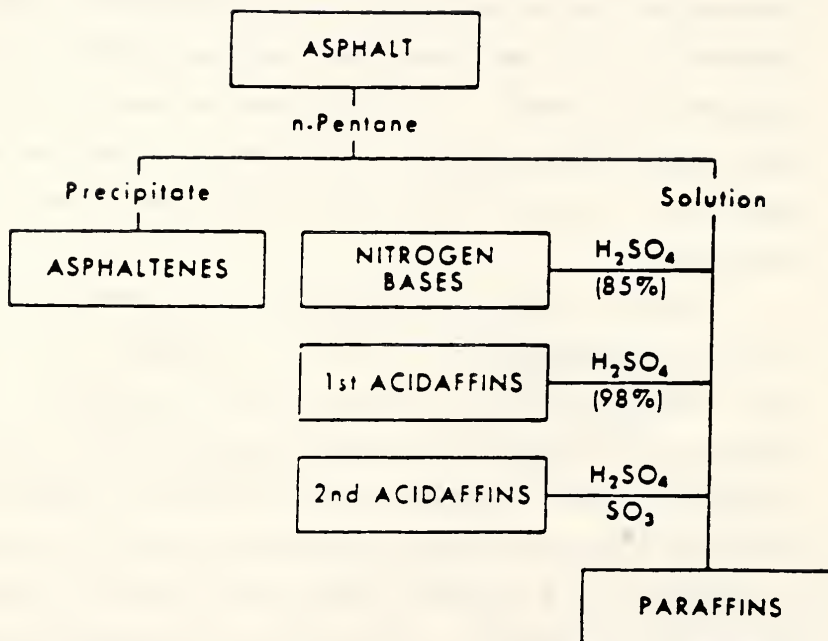 ASPHALT
n-Pentane
Precipitate
Solution
ASPHALTENES
NITROGEN
BASES
H₂SO₄
(85%)
1st ACIDAFFINS
H₂SO₄
(98%)
2nd ACIDAFFINS
H₂SO₄
SO₃
PARAFFINS